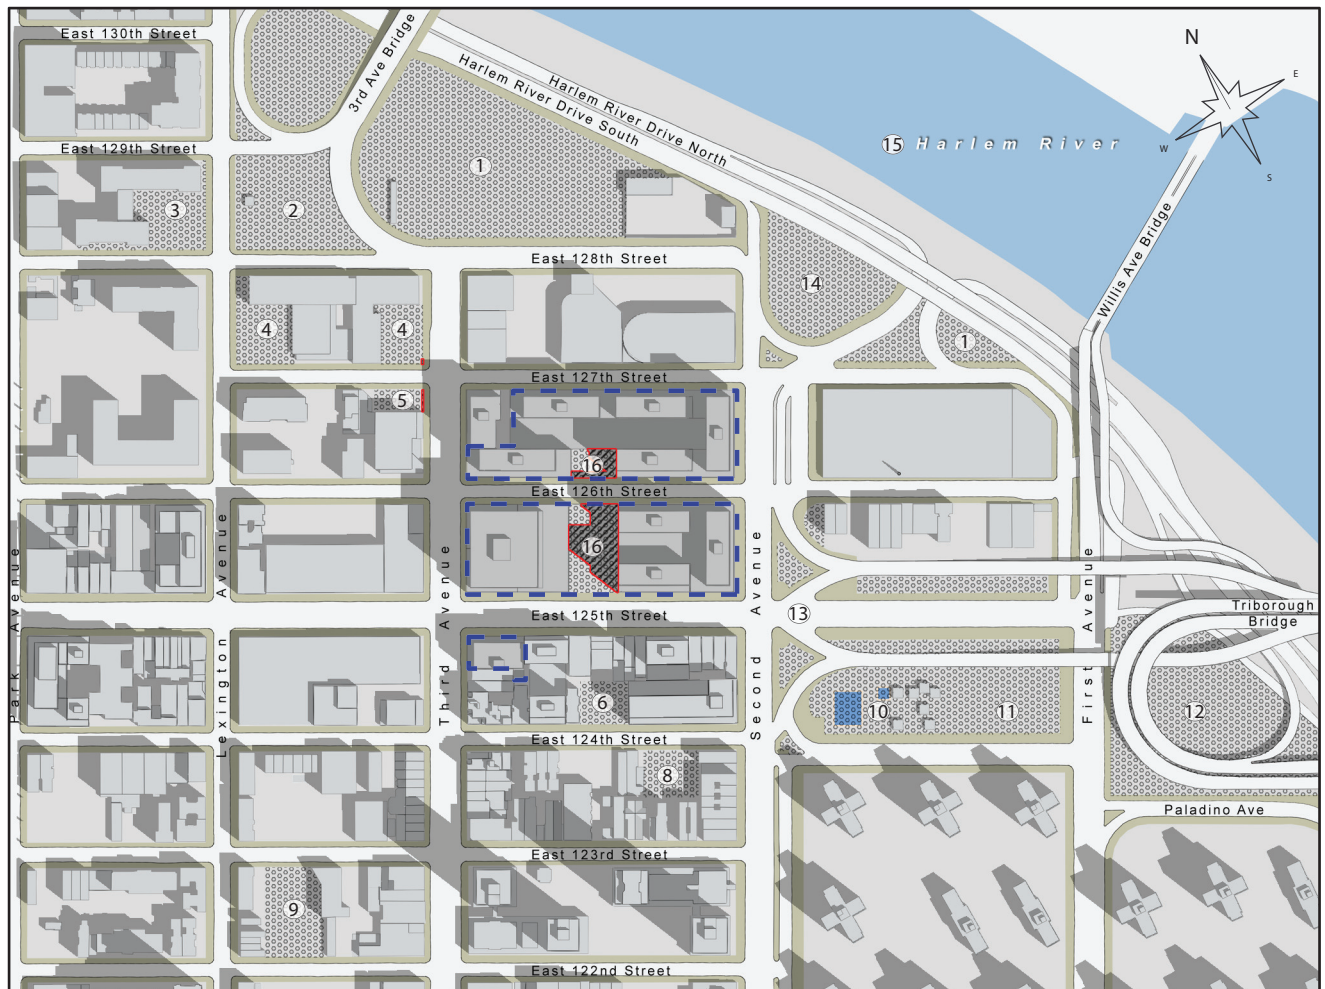 East 130th Street
3rd Ave Bridge
Harlem River Drive North
Harlem River Drive South
N
E
W
S
15 Harlem River
East 129th Street
1
3
2
Willis Ave Bridge
East 128th Street
14
4
4
1
East 127th Street
5
16
East 126th Street
16
Park Avenue
Lexington Avenue
Third Avenue
Second Avenue
First Avenue
East 125th Street
13
Triborough
Bridge
6
10
11
12
East 124th Street
8
Paladino Ave
East 123rd Street
9
East 122nd Street